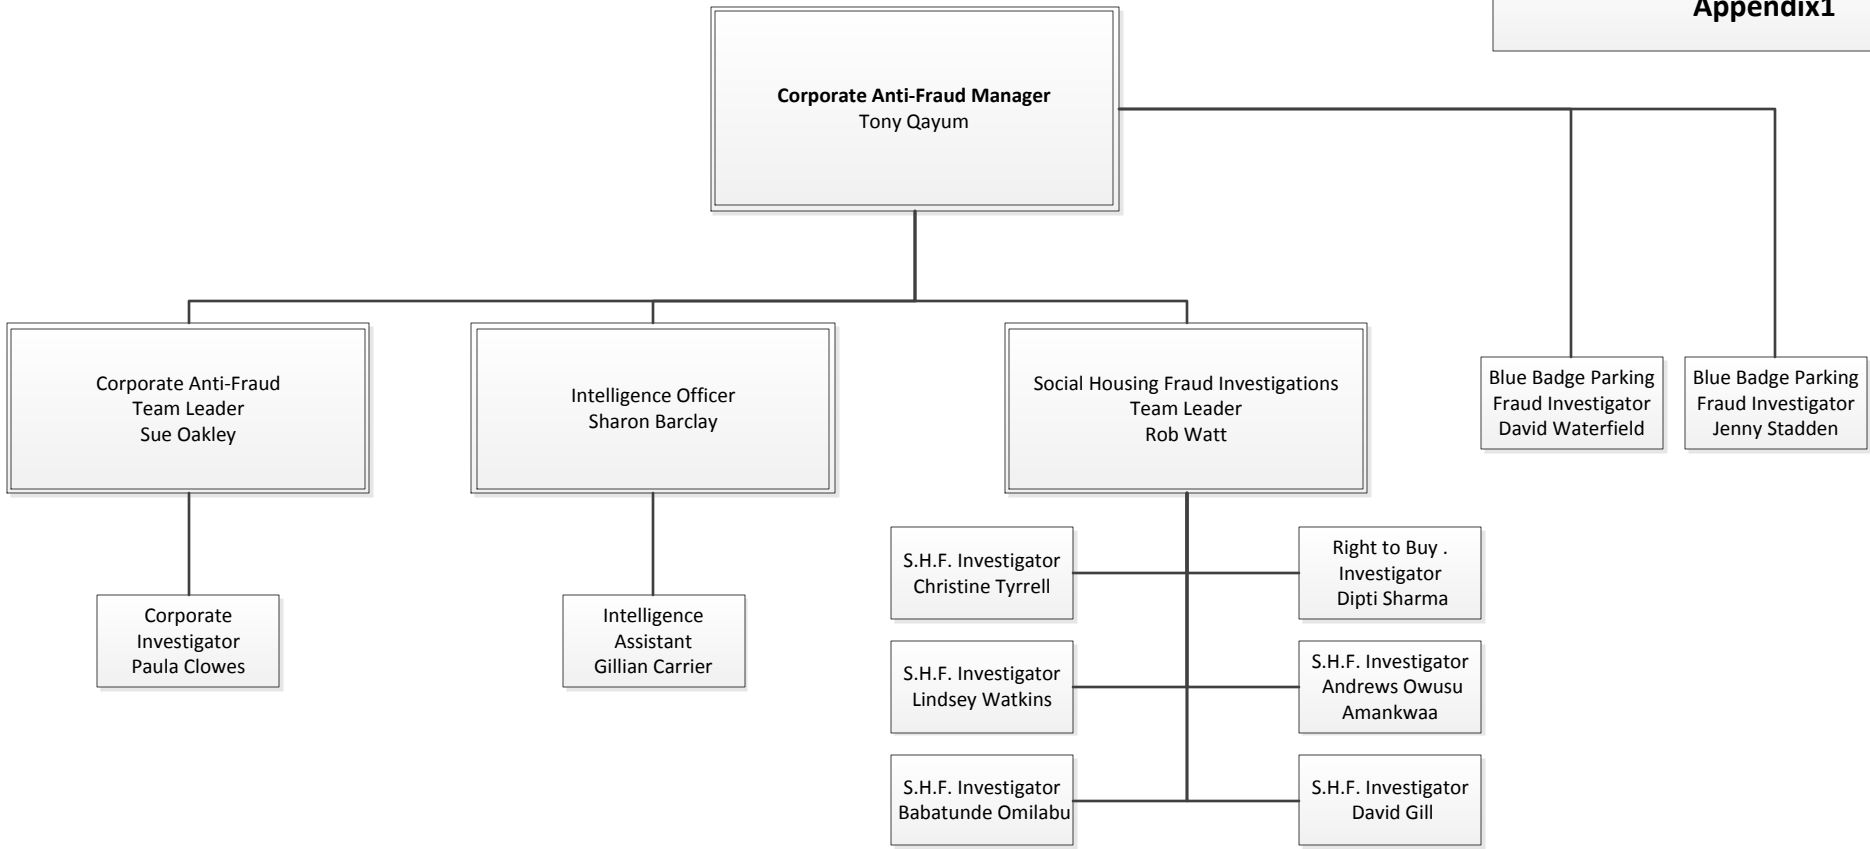 Appendix1
Corporate Anti-Fraud Manager
Tony Qayum
Corporate Anti-Fraud
Team Leader
Sue Oakley
Intelligence Officer
Sharon Barclay
Social Housing Fraud Investigations
Team Leader
Rob Watt
Blue Badge Parking
Fraud Investigator
David Waterfield
Blue Badge Parking
Fraud Investigator
Jenny Stadden
Corporate
Investigator
Paula Clowes
Intelligence
Assistant
Gillian Carrier
S.H.F. Investigator
Christine Tyrrell
Right to Buy .
Investigator
Dipti Sharma
S.H.F. Investigator
Lindsey Watkins
S.H.F. Investigator
Andrews Owusu
Amankwaa
S.H.F. Investigator
Babatunde Omilabu
S.H.F. Investigator
David Gill